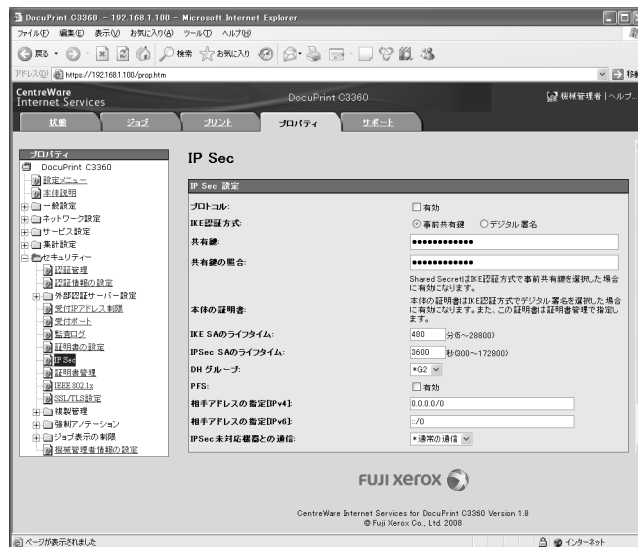 DocuPrint C3360 - 192.168.1.100 - Microsoft Internet Explorer
ファイル(F) 編集(E) 表示(V) お気に入り(A) ツール(T) ヘルプ(H)
戻る 検索 お気に入り
アドレス(D) https://192.168.1.100/prop.htm 移動
CentreWare
Internet Services
DocuPrint C3360
機械管理者 | ヘルプ...
状態 ジョブ プリント プロパティ サポート
プロパティ
DocuPrint C3360
設定メニュー
本体説明
一般設定
ネットワーク設定
サービス設定
集計設定
セキュリティー
認証管理
認証情報の設定
外部認証サーバー設定
受付IPアドレス制限
受付ポート
監査ログ
証明書の設定
IP Sec
証明書管理
IEEE 802.1x
SSL/TLS設定
複製管理
強制アノテーション
ジョブ表示の制限
機械管理者情報の設定
IP Sec
IP Sec 設定
プロトコル: 有効
IKE認証方式: 事前共有鍵 デジタル署名
共有鍵: ●●●●●●●●●●●●
共有鍵の照合: ●●●●●●●●●●●●
Shared SecretはIKE認証方式で事前共有鍵を選択した場合
に有効になります。
本体の証明書: 本体の証明書はIKE認証方式でデジタル署名を選択した場合
に有効になります。また、この証明書は証明書管理で指定し
ます。
IKE SAのライフタイム: 480 分(5～28800)
IPSec SAのライフタイム: 3600 秒(300～172800)
DH グループ: *G2
PFS: 有効
相手アドレスの指定[IPv4]: 0.0.0.0/0
相手アドレスの指定[IPv6]: ::/0
IPSec未対応機器との通信: *通常の通信
FUJI XEROX
CentreWare Internet Services for DocuPrint C3360 Version 1.8
© Fuji Xerox Co., Ltd. 2008
ページが表示されました インターネット